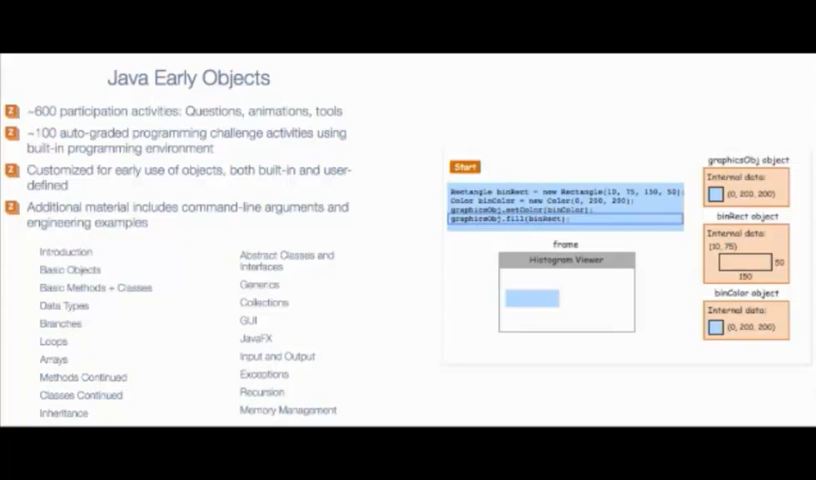 Java Early Objects
~600 participation activities: Questions, animations, tools
~100 auto-graded programming challenge activities using
built-in programming environment
Customized for early use of objects, both built-in and user-
defined
Additional material includes command-line arguments and
engineering examples
Introduction
Basic Objects
Basic Methods + Classes
Data Types
Branches
Loops
Arrays
Methods Continued
Classes Continued
Inheritance
Abstract Classes and
Interfaces
Generics
Collections
GUI
JavaFX
Input and Output
Exceptions
Recursion
Memory Management
Start
Rectangle binRect = new Rectangle(10, 75, 150, 50);
Color binColor = new Color(0, 200, 200);
graphicsObj.setColor(binColor);
graphicsObj.fill(binRect);
frame
Histogram Viewer
graphicsObj object
Internal data:
(0, 200, 200)
binRect object
Internal data:
(10, 75)
50
150
binColor object
Internal data:
(0, 200, 200)